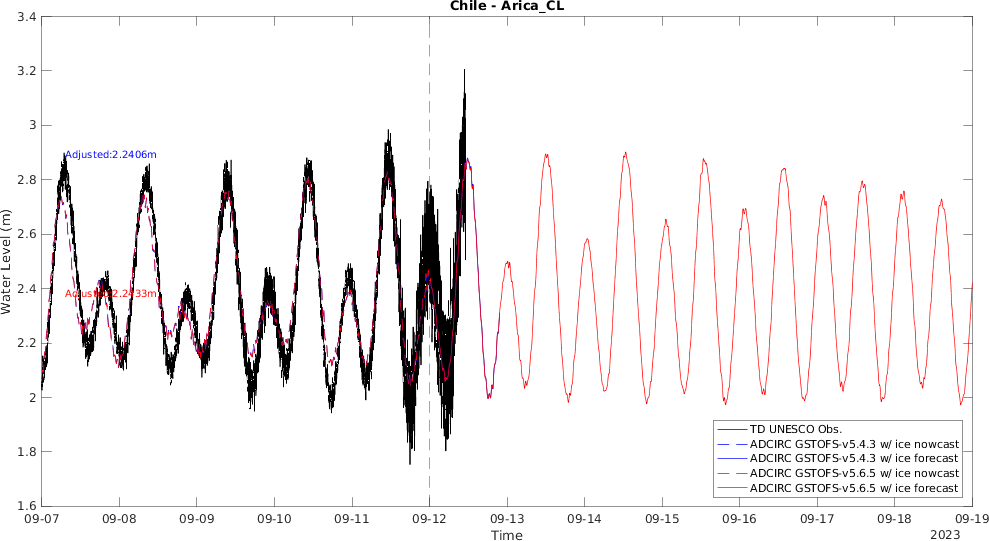 Chile - Arica_CL
3.4
3.2
3
2.8
2.6
2.4
2.2
2
1.8
1.6
Water Level (m)
Adjusted:2.2406m
Adjusted:2.2433m
TD UNESCO Obs.
ADCIRC GSTOFS-v5.4.3 w/ ice nowcast
ADCIRC GSTOFS-v5.4.3 w/ ice forecast
ADCIRC GSTOFS-v5.6.5 w/ ice nowcast
ADCIRC GSTOFS-v5.6.5 w/ ice forecast
09-07 09-08 09-09 09-10 09-11 09-12 09-13 09-14 09-15 09-16 09-17 09-18 09-19
Time
2023